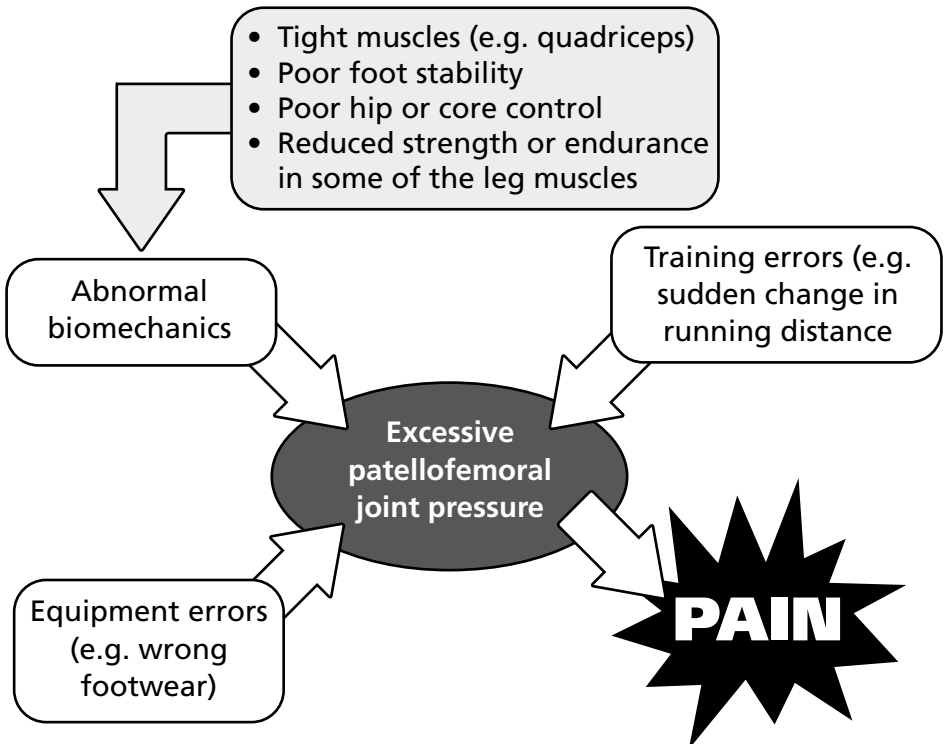 • Tight muscles (e.g. quadriceps)
• Poor foot stability
• Poor hip or core control
• Reduced strength or endurance
in some of the leg muscles
Abnormal
biomechanics
Training errors (e.g.
sudden change in
running distance
Excessive
patellofemoral
joint pressure
Equipment errors
(e.g. wrong
footwear)
PAIN